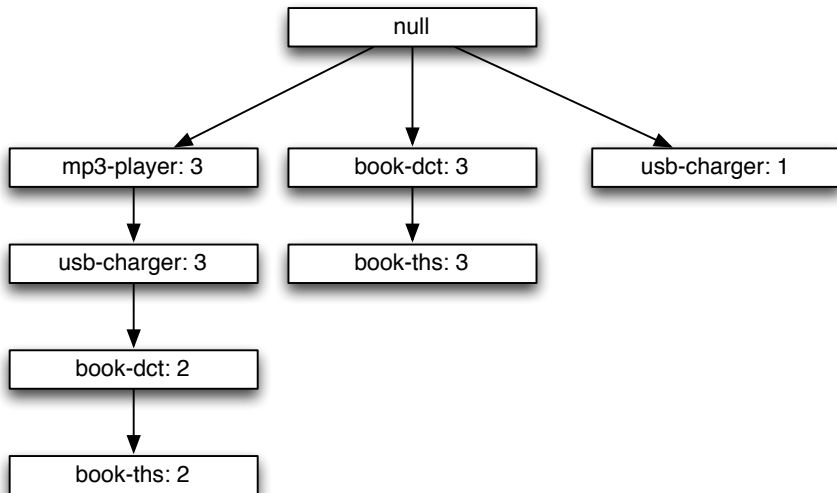 null
mp3-player: 3
book-dct: 3
usb-charger: 1
usb-charger: 3
book-ths: 3
book-dct: 2
book-ths: 2